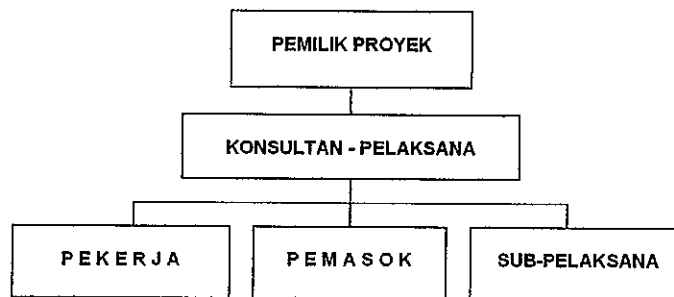 PEMILIK PROYEK
KONSULTAN - PELAKSANA
P E K E R J A
P E M A S O K
SUB-PELAKSANA